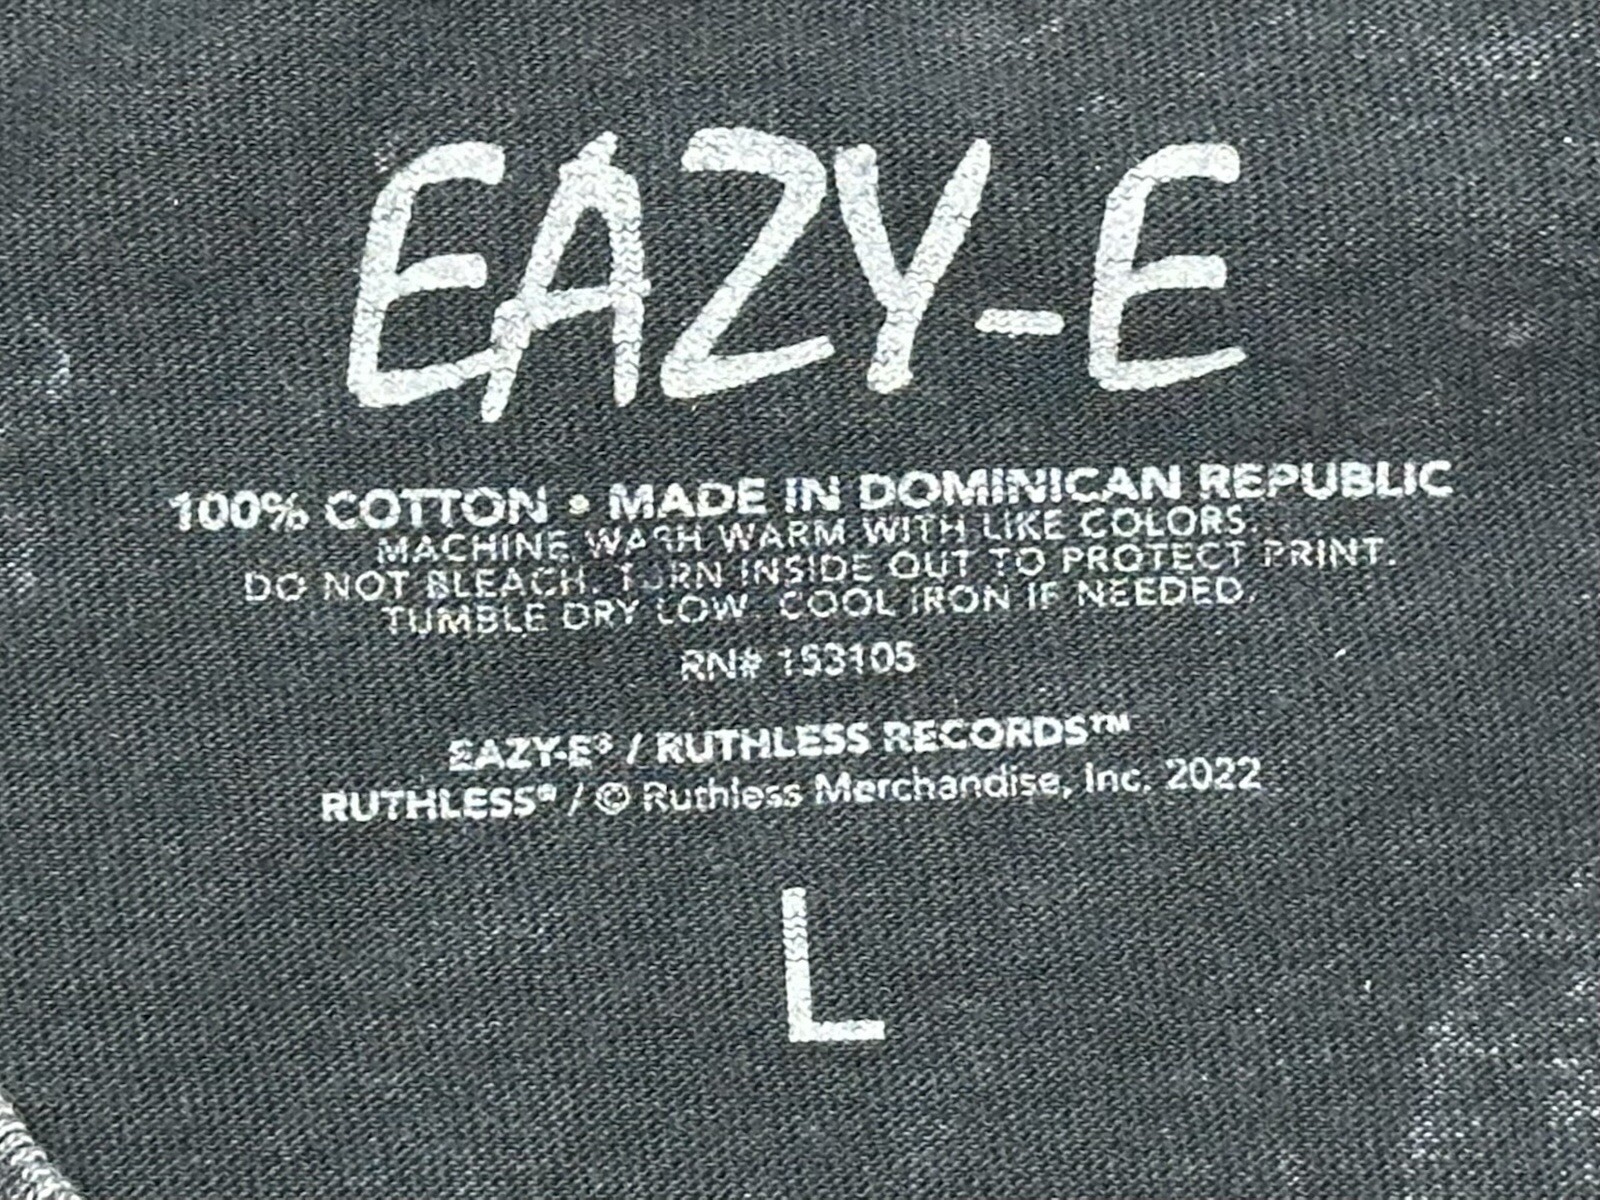 EAZY-E
100% COTTON • MADE IN DOMINICAN REPUBLIC
MACHINE WASH WARM WITH LIKE COLORS.
DO NOT BLEACH. TURN INSIDE OUT TO PROTECT PRINT.
TUMBLE DRY LOW. COOL IRON IF NEEDED.
RN# 153105
EAZY-E® / RUTHLESS RECORDS™
RUTHLESS® / © Ruthless Merchandise, Inc. 2022
L